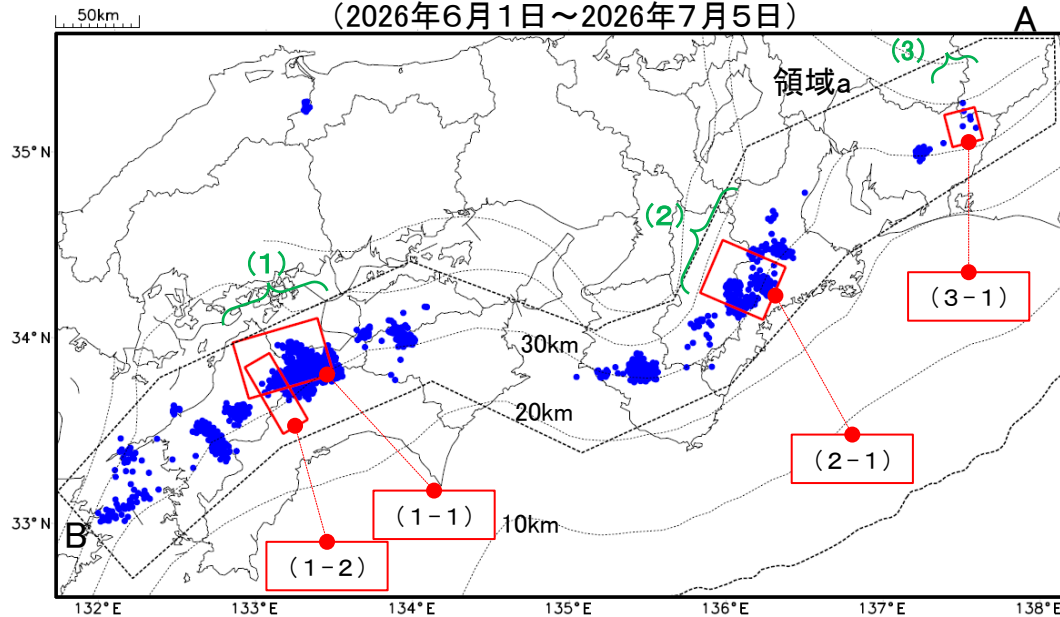 50km
（2026年６月１日～2026年７月５日）
A
(3)
領域a
35°N
(2)
(1)
(３-１)
34°N
30km
20km
(２-１)
33°N
B
(１-１)
10km
(１-２)
132°E
133°E
134°E
135°E
136°E
137°E
138°E